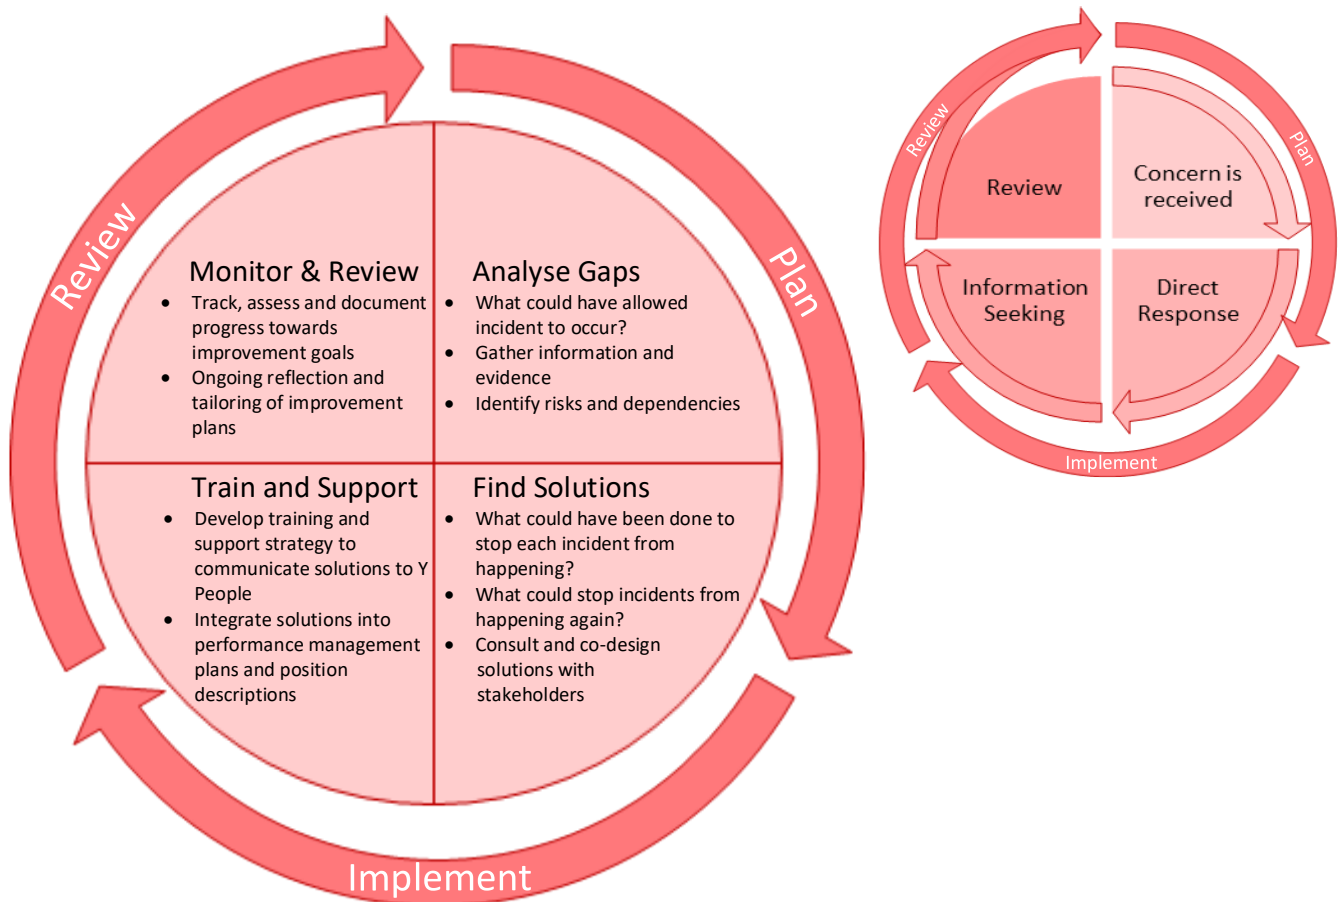 Review
Plan
Implement
Monitor & Review
• Track, assess and document
progress towards
improvement goals
• Ongoing reflection and
tailoring of improvement
plans
Analyse Gaps
• What could have allowed
incident to occur?
• Gather information and
evidence
• Identify risks and dependencies
Train and Support
• Develop training and
support strategy to
communicate solutions to Y
People
• Integrate solutions into
performance management
plans and position
descriptions
Find Solutions
• What could have been done to
stop each incident from
happening?
• What could stop incidents from
happening again?
• Consult and co-design
solutions with
stakeholders
Review
Plan
Implement
Review
Concern is
received
Information
Seeking
Direct
Response